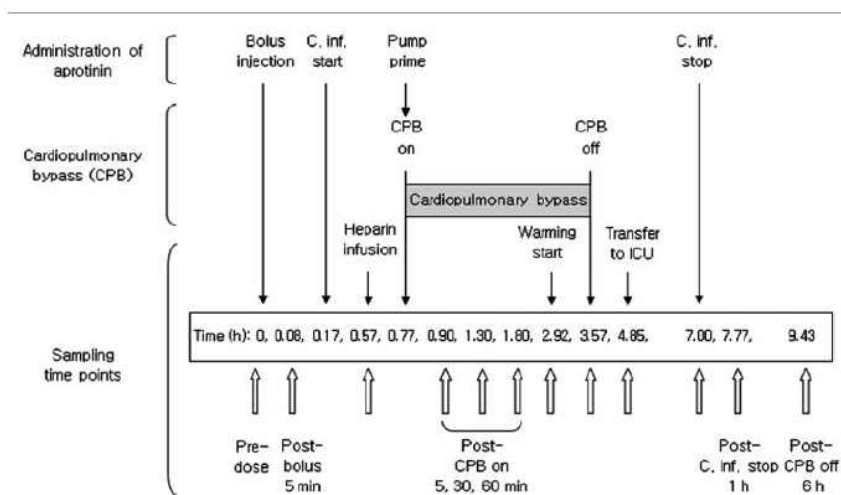 Administration of
aprotinin
Bolus
injection
C. inf.
start
Pump
prime
C. inf.
stop
Cardiopulmonary
bypass (CPB)
CPB
on
CPB
off
Cardiopulmonary bypass
Heparin
infusion
Warming
start
Transfer
to ICU
Time (h): 0, 0.08, 0.17, 0.57, 0.77, 0.90, 1.30, 1.80, 2.92, 3.57, 4.85, 7.00, 7.77, 9.43
Sampling
time points
Pre-
dose
Post-
bolus
5 min
Post-
CPB on
5, 30, 60 min
Post-
C. inf. stop
1 h
Post-
CPB off
6 h